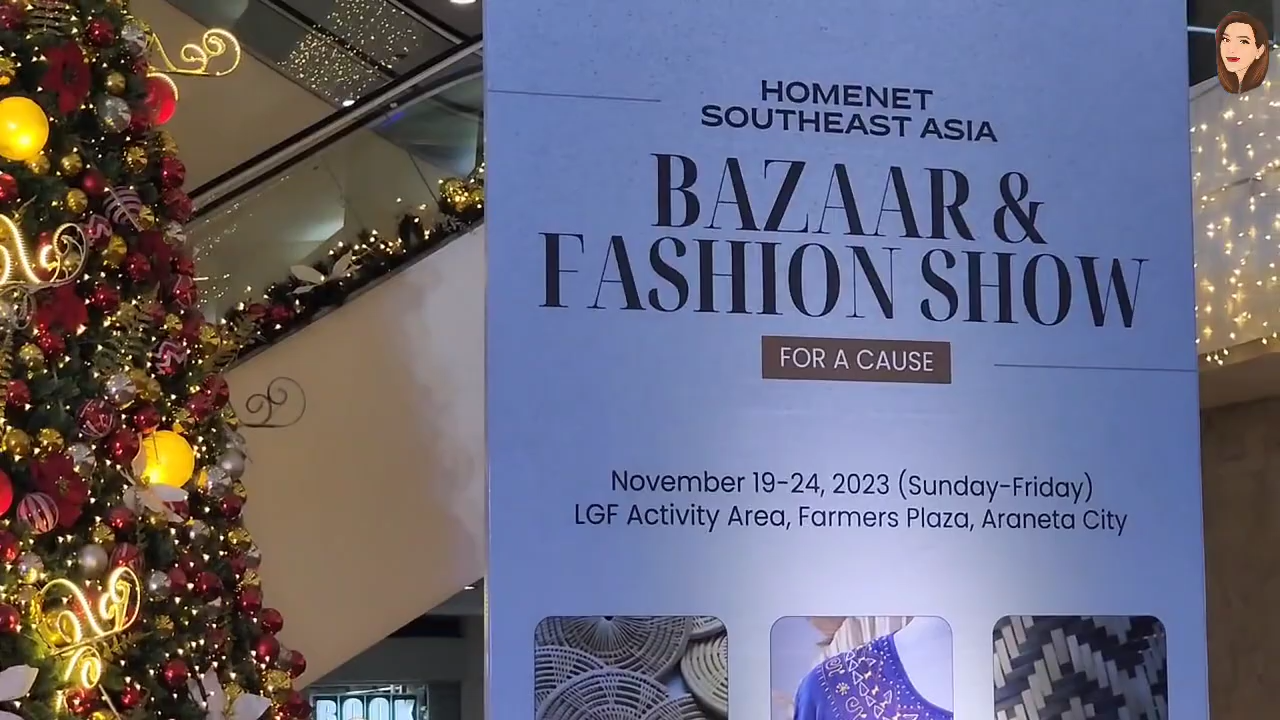 HOMENET
SOUTHEAST ASIA
BAZAAR &
FASHION SHOW
FOR A CAUSE
November 19-24, 2023 (Sunday-Friday)
LGF Activity Area, Farmers Plaza, Araneta City
BOOK